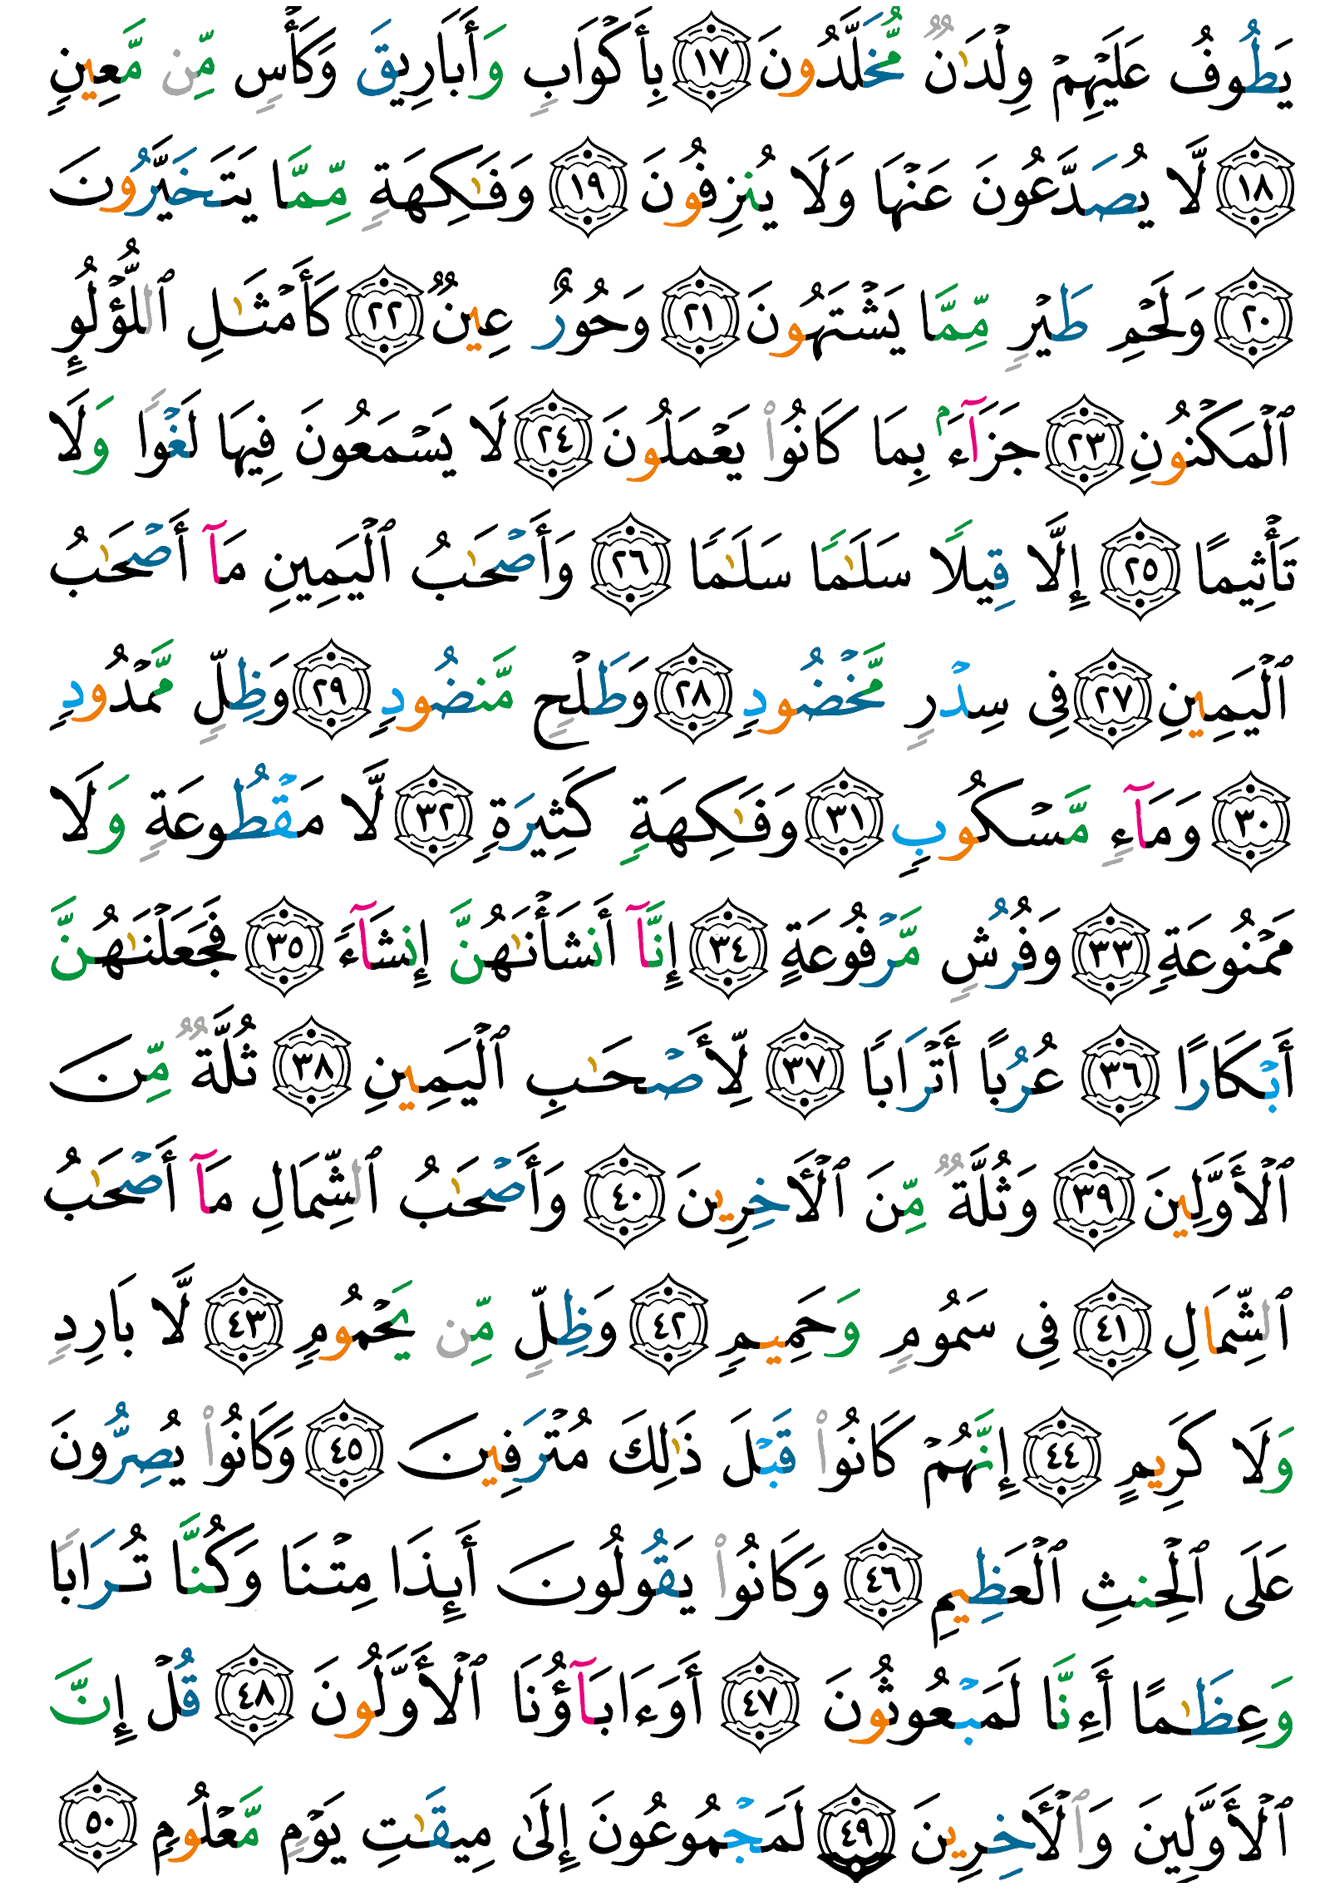 يَطُوفُ عَلَيْهِمْ وِلْدَٰنٌ مُّخَلَّدُونَ ١٧ بِأَكْوَابٍ وَأَبَارِيقَ وَكَأْسٍ مِّن مَّعِينٍ
١٨ لَّا يُصَدَّعُونَ عَنْهَا وَلَا يُنزِفُونَ ١٩ وَفَٰكِهَةٍ مِّمَّا يَتَخَيَّرُونَ
٢٠ وَلَحْمِ طَيْرٍ مِّمَّا يَشْتَهُونَ ٢١ وَحُورٌ عِينٌ ٢٢ كَأَمْثَٰلِ ٱللُّؤْلُوِٕ
ٱلْمَكْنُونِ ٢٣ جَزَآءًۢ بِمَا كَانُوا۟ يَعْمَلُونَ ٢٤ لَا يَسْمَعُونَ فِيهَا لَغْوًا وَلَا
تَأْثِيمًا ٢٥ إِلَّا قِيلًا سَلَٰمًا سَلَٰمًا ٢٦ وَأَصْحَٰبُ ٱلْيَمِينِ مَآ أَصْحَٰبُ
ٱلْيَمِينِ ٢٧ فِى سِدْرٍ مَّخْضُودٍ ٢٨ وَطَلْحٍ مَّنضُودٍ ٢٩ وَظِلٍّ مَّمْدُودٍ
٣٠ وَمَآءٍ مَّسْكُوبٍ ٣١ وَفَٰكِهَةٍ كَثِيرَةٍ ٣٢ لَّا مَقْطُوعَةٍ وَلَا
مَمْنُوعَةٍ ٣٣ وَفُرُشٍ مَّرْفُوعَةٍ ٣٤ إِنَّآ أَنشَأْنَٰهُنَّ إِنشَآءً ٣٥ فَجَعَلْنَٰهُنَّ
أَبْكَارًا ٣٦ عُرُبًا أَتْرَابًا ٣٧ لِّأَصْحَٰبِ ٱلْيَمِينِ ٣٨ ثُلَّةٌ مِّنَ
ٱلْأَوَّلِينَ ٣٩ وَثُلَّةٌ مِّنَ ٱلْأَخِرِينَ ٤٠ وَأَصْحَٰبُ ٱلشِّمَالِ مَآ أَصْحَٰبُ
ٱلشِّمَالِ ٤١ فِى سَمُومٍ وَحَمِيمٍ ٤٢ وَظِلٍّ مِّن يَحْمُومٍ ٤٣ لَّا بَارِدٍ
وَلَا كَرِيمٍ ٤٤ إِنَّهُمْ كَانُوا۟ قَبْلَ ذَٰلِكَ مُتْرَفِينَ ٤٥ وَكَانُوا۟ يُصِرُّونَ
عَلَى ٱلْحِنثِ ٱلْعَظِيمِ ٤٦ وَكَانُوا۟ يَقُولُونَ أَئِذَا مِتْنَا وَكُنَّا تُرَابًا
وَعِظَٰمًا أَءِنَّا لَمَبْعُوثُونَ ٤٧ أَوَءَابَآؤُنَا ٱلْأَوَّلُونَ ٤٨ قُلْ إِنَّ
ٱلْأَوَّلِينَ وَٱلْأَخِرِينَ ٤٩ لَمَجْمُوعُونَ إِلَىٰ مِيقَٰتِ يَوْمٍ مَّعْلُومٍ ٥٠